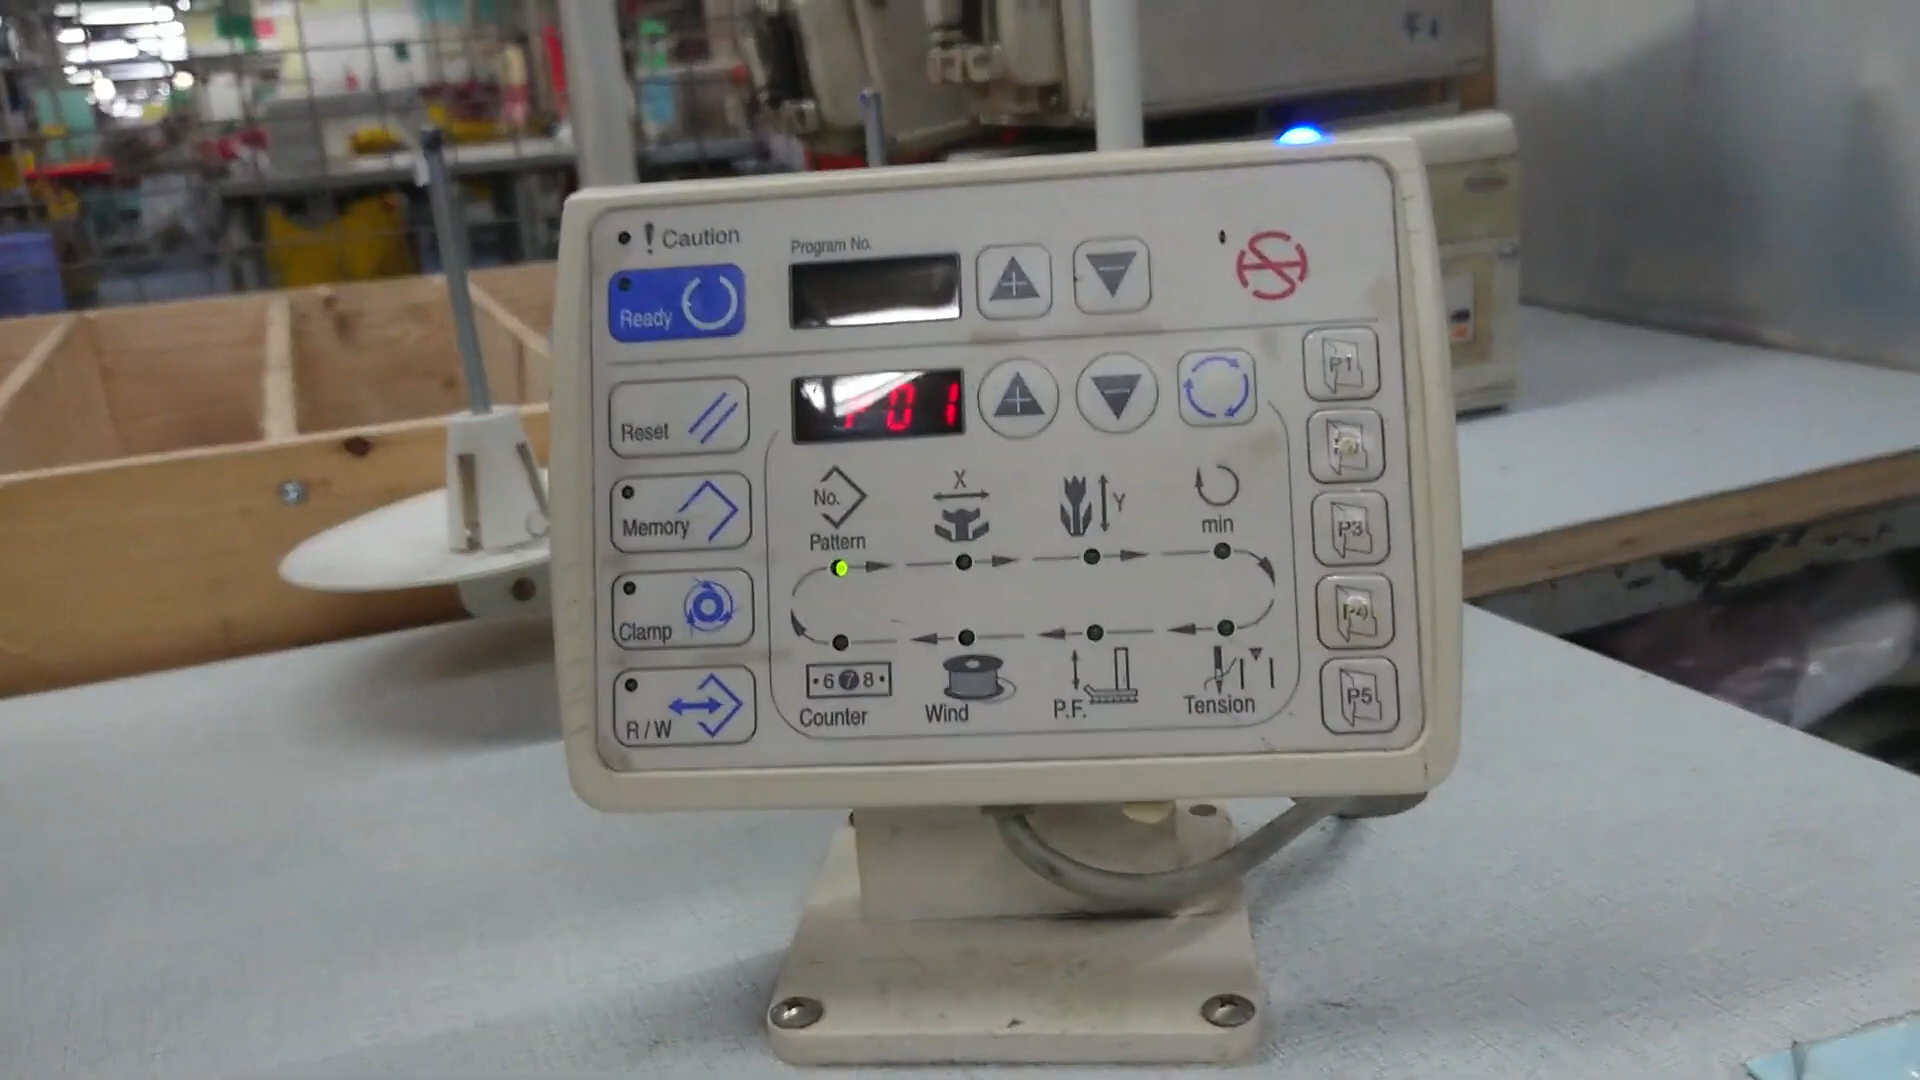 ! Caution
Program No.
Ready
Reset
01
P1
No.
X
Y
min
Pattern
Memory
P3
Clamp
P4
6 7 8
Counter
Wind
P.F.
Tension
R/W
P5